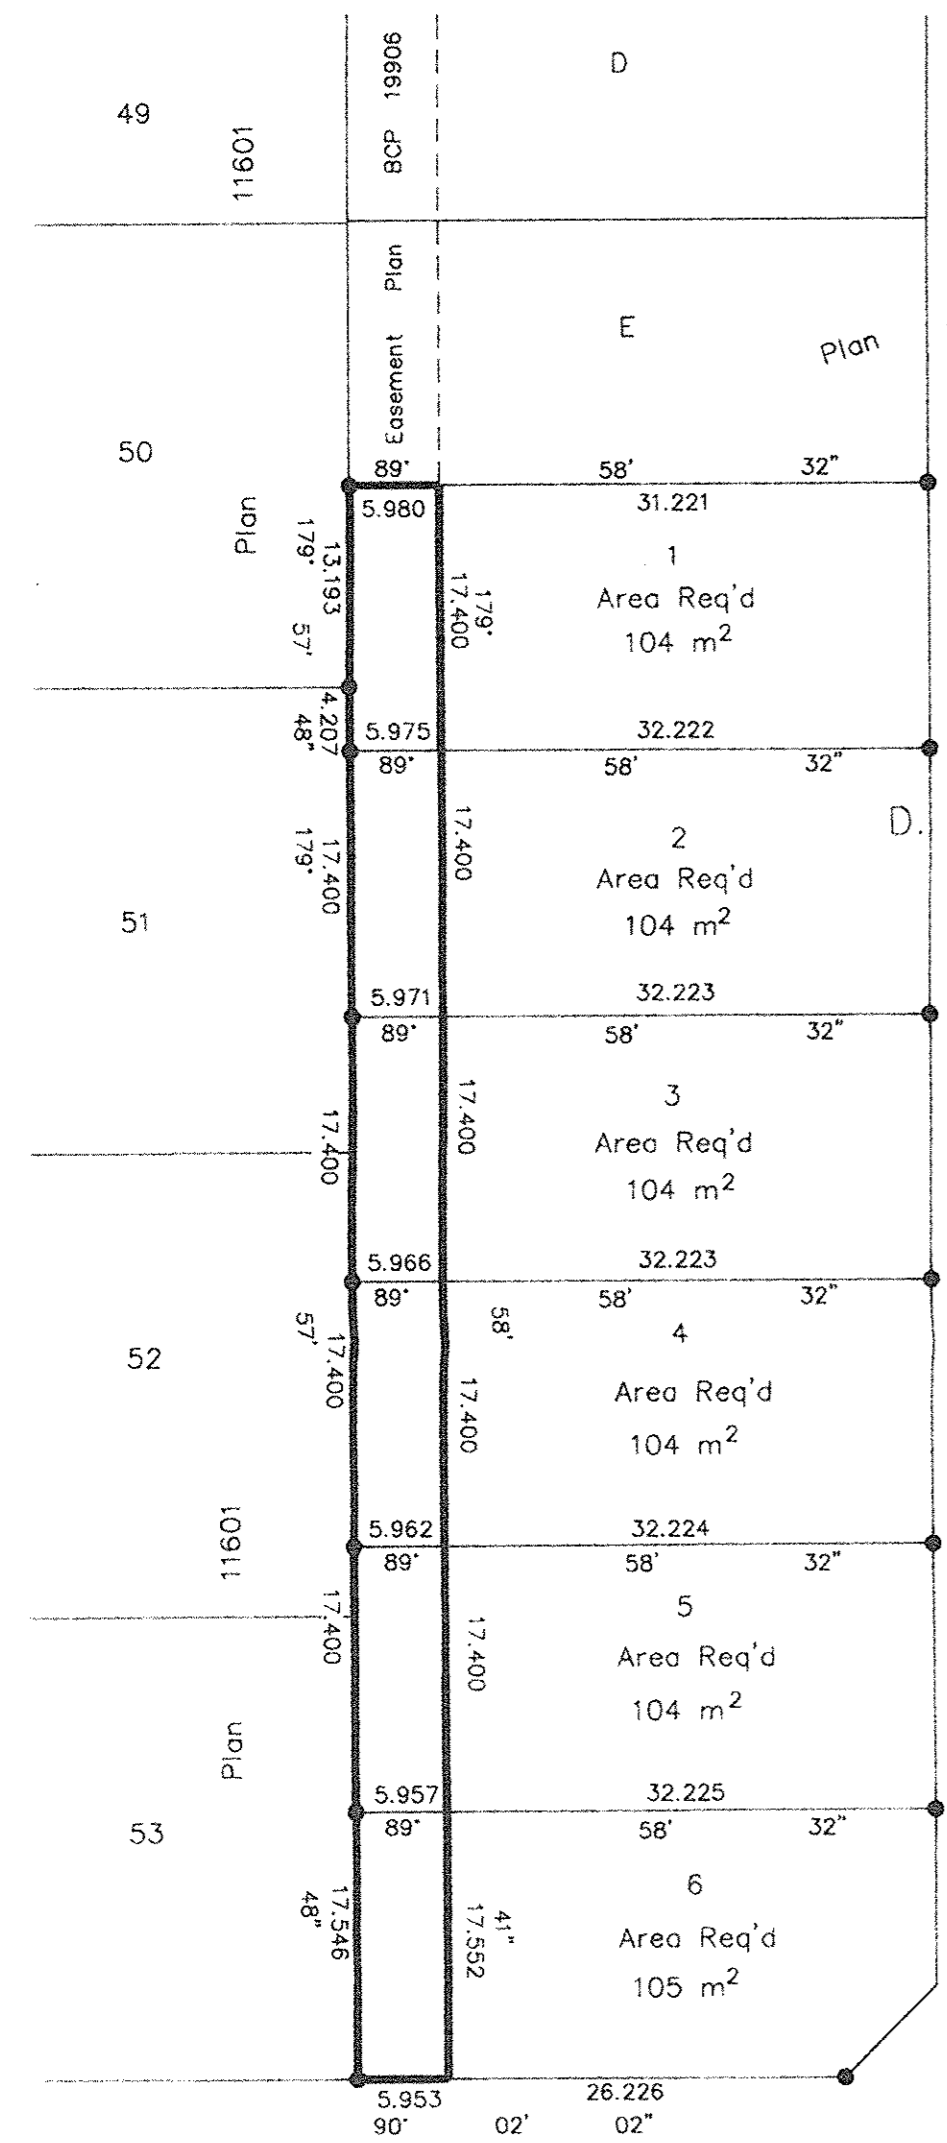 49
11601
BCP 19906
D
Easement Plan
E
Plan
50
Plan
89° 58' 32"
5.980 31.221
13.193
179° 57' 48"
179°
17.400
1
Area Req'd
104 m²
4.207
5.975 32.222
89° 58' 32"
D.
17.400
179°
17.400
2
Area Req'd
104 m²
51
5.971 32.223
89° 58' 32"
17.400
17.400
3
Area Req'd
104 m²
5.966 32.223
89° 58' 32"
57'
17.400
58'
17.400
4
Area Req'd
104 m²
52
11601
5.962 32.224
89° 58' 32"
17.400
17.400
5
Area Req'd
104 m²
Plan
53
5.957 32.225
89° 58' 32"
17.546
48"
41"
17.552
6
Area Req'd
105 m²
5.953 26.226
90° 02' 02"